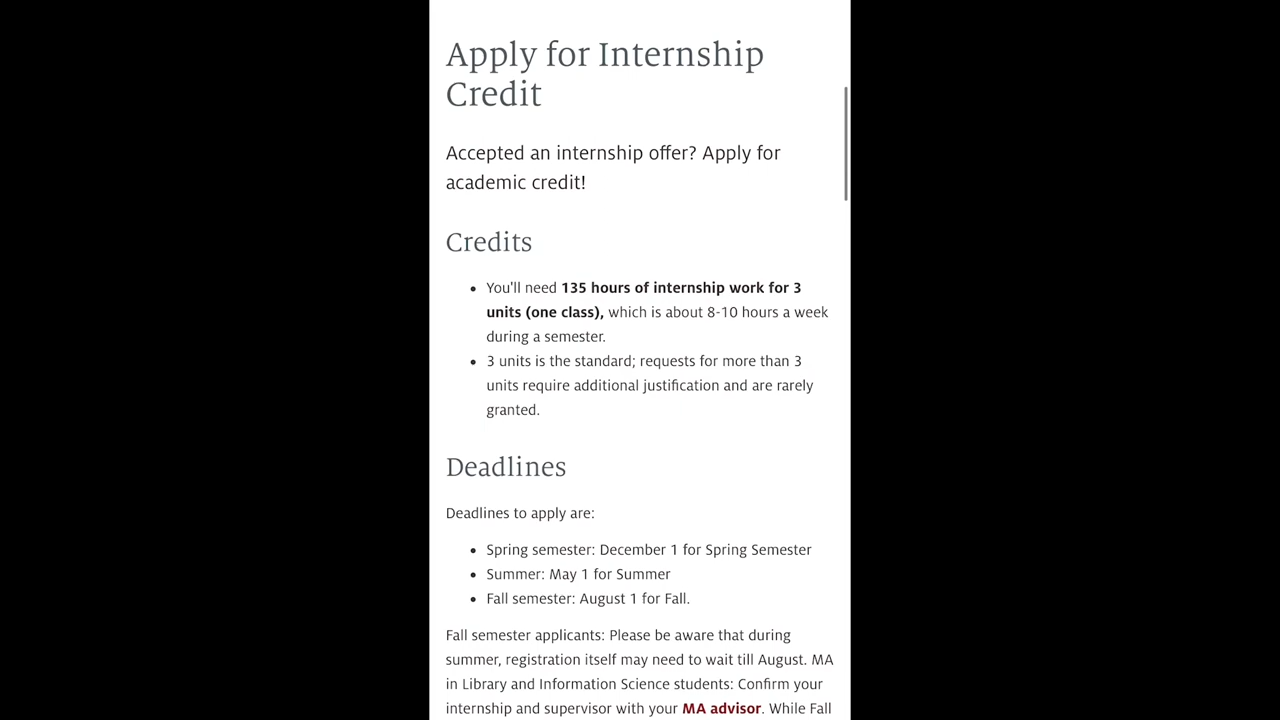 Apply for Internship
Credit
Accepted an internship offer? Apply for
academic credit!
Credits
• You'll need 135 hours of internship work for 3
units (one class), which is about 8-10 hours a week
during a semester.
• 3 units is the standard; requests for more than 3
units require additional justification and are rarely
granted.
Deadlines
Deadlines to apply are:
• Spring semester: December 1 for Spring Semester
• Summer: May 1 for Summer
• Fall semester: August 1 for Fall.
Fall semester applicants: Please be aware that during
summer, registration itself may need to wait till August. MA
in Library and Information Science students: Confirm your
internship and supervisor with your MA advisor. While Fall